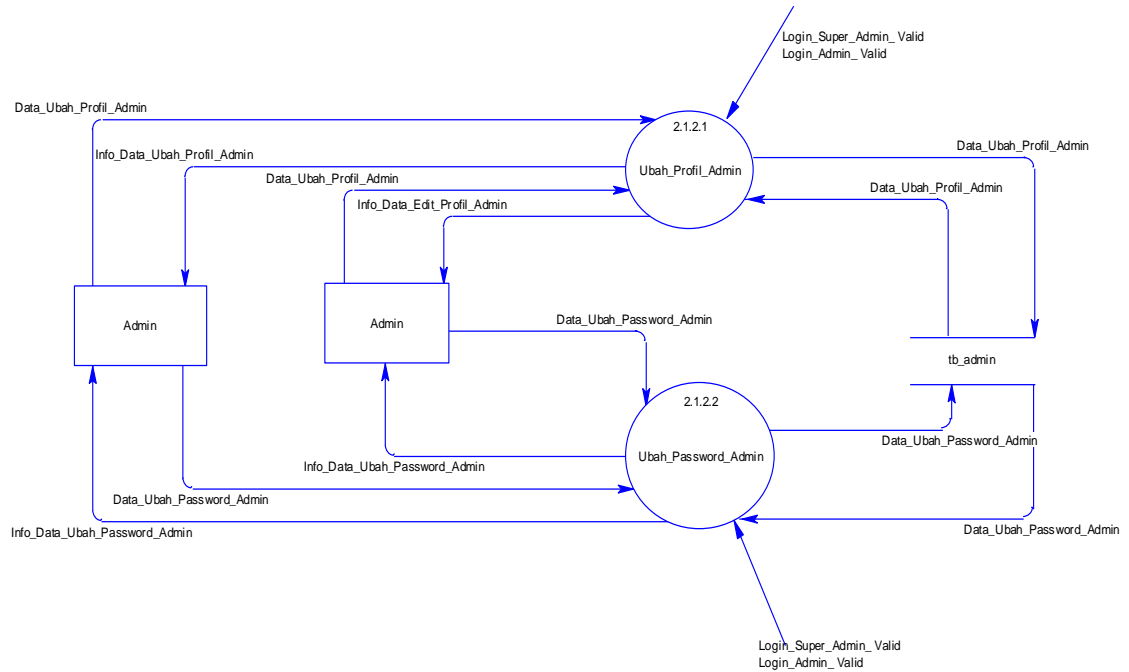 Login_Super_Admin_ Valid
Login_Admin_ Valid
Data_Ubah_Profil_Admin
2.1.2.1
Data_Ubah_Profil_Admin
Info_Data_Ubah_Profil_Admin
Ubah_Profil_Admin
Data_Ubah_Profil_Admin
Data_Ubah_Profil_Admin
Info_Data_Edit_Profil_Admin
Admin
Admin
Data_Ubah_Password_Admin
tb_admin
2.1.2.2
Data_Ubah_Password_Admin
Ubah_Password_Admin
Info_Data_Ubah_Password_Admin
Data_Ubah_Password_Admin
Info_Data_Ubah_Password_Admin
Data_Ubah_Password_Admin
Login_Super_Admin_ Valid
Login_Admin_ Valid